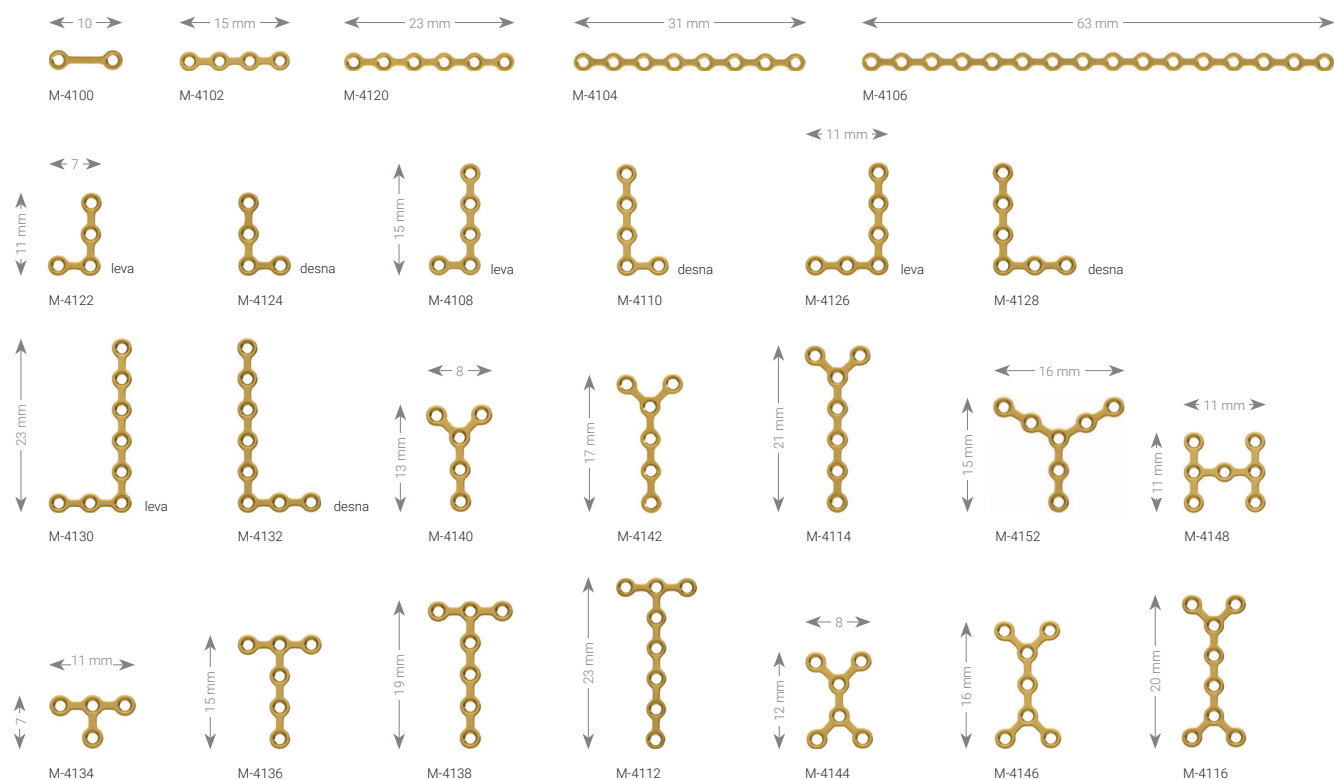 10
15 mm
23 mm
31 mm
63 mm
M-4100
M-4102
M-4120
M-4104
M-4106
7
11 mm
leva
M-4122
desna
M-4124
15 mm
leva
M-4108
desna
M-4110
11 mm
leva
M-4126
desna
M-4128
23 mm
leva
M-4130
desna
M-4132
8
13 mm
M-4140
17 mm
M-4142
21 mm
M-4114
16 mm
15 mm
M-4152
11 mm
11 mm
M-4148
11 mm
7
M-4134
15 mm
M-4136
19 mm
M-4138
23 mm
M-4112
8
12 mm
M-4144
16 mm
M-4146
20 mm
M-4116